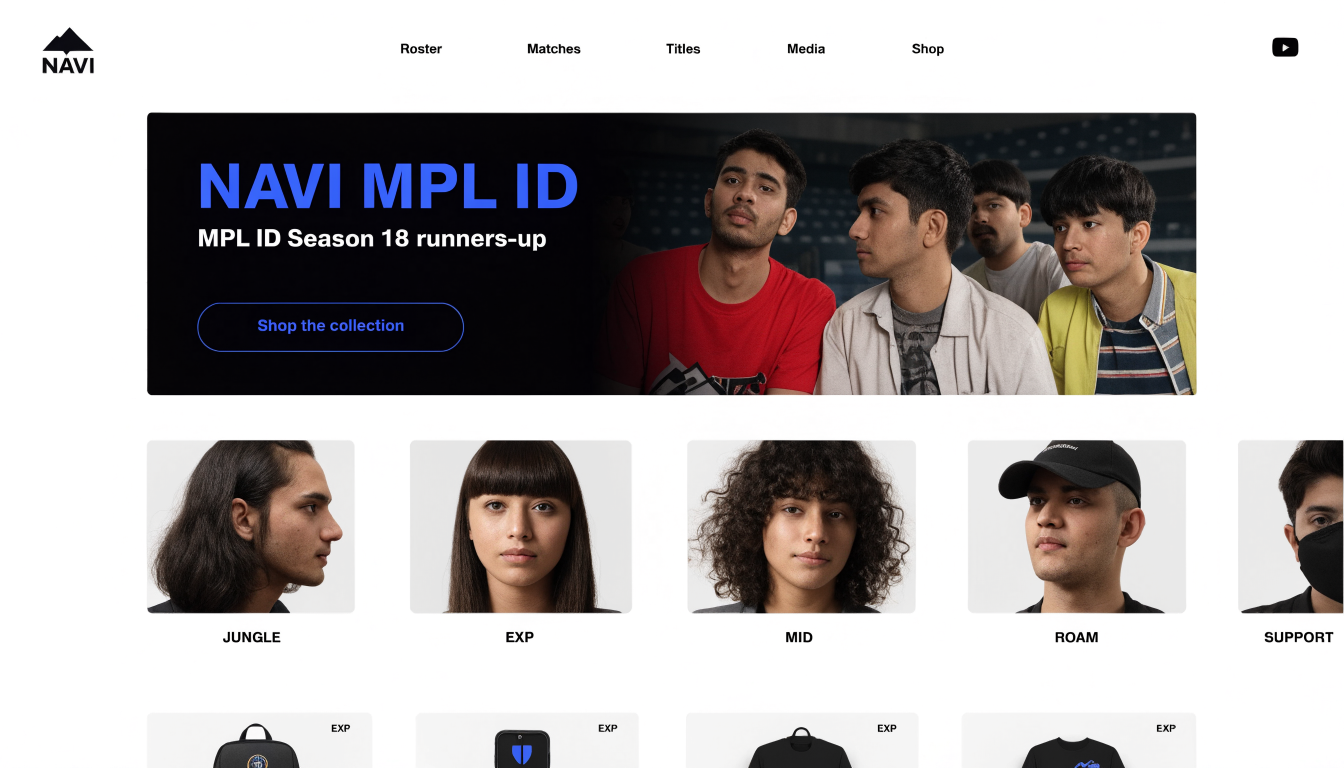 NAVI
Roster
Matches
Titles
Media
Shop
NAVI MPL ID
MPL ID Season 18 runners-up
Shop the collection
JUNGLE
EXP
MID
ROAM
SUPPORT
EXP
EXP
EXP
EXP